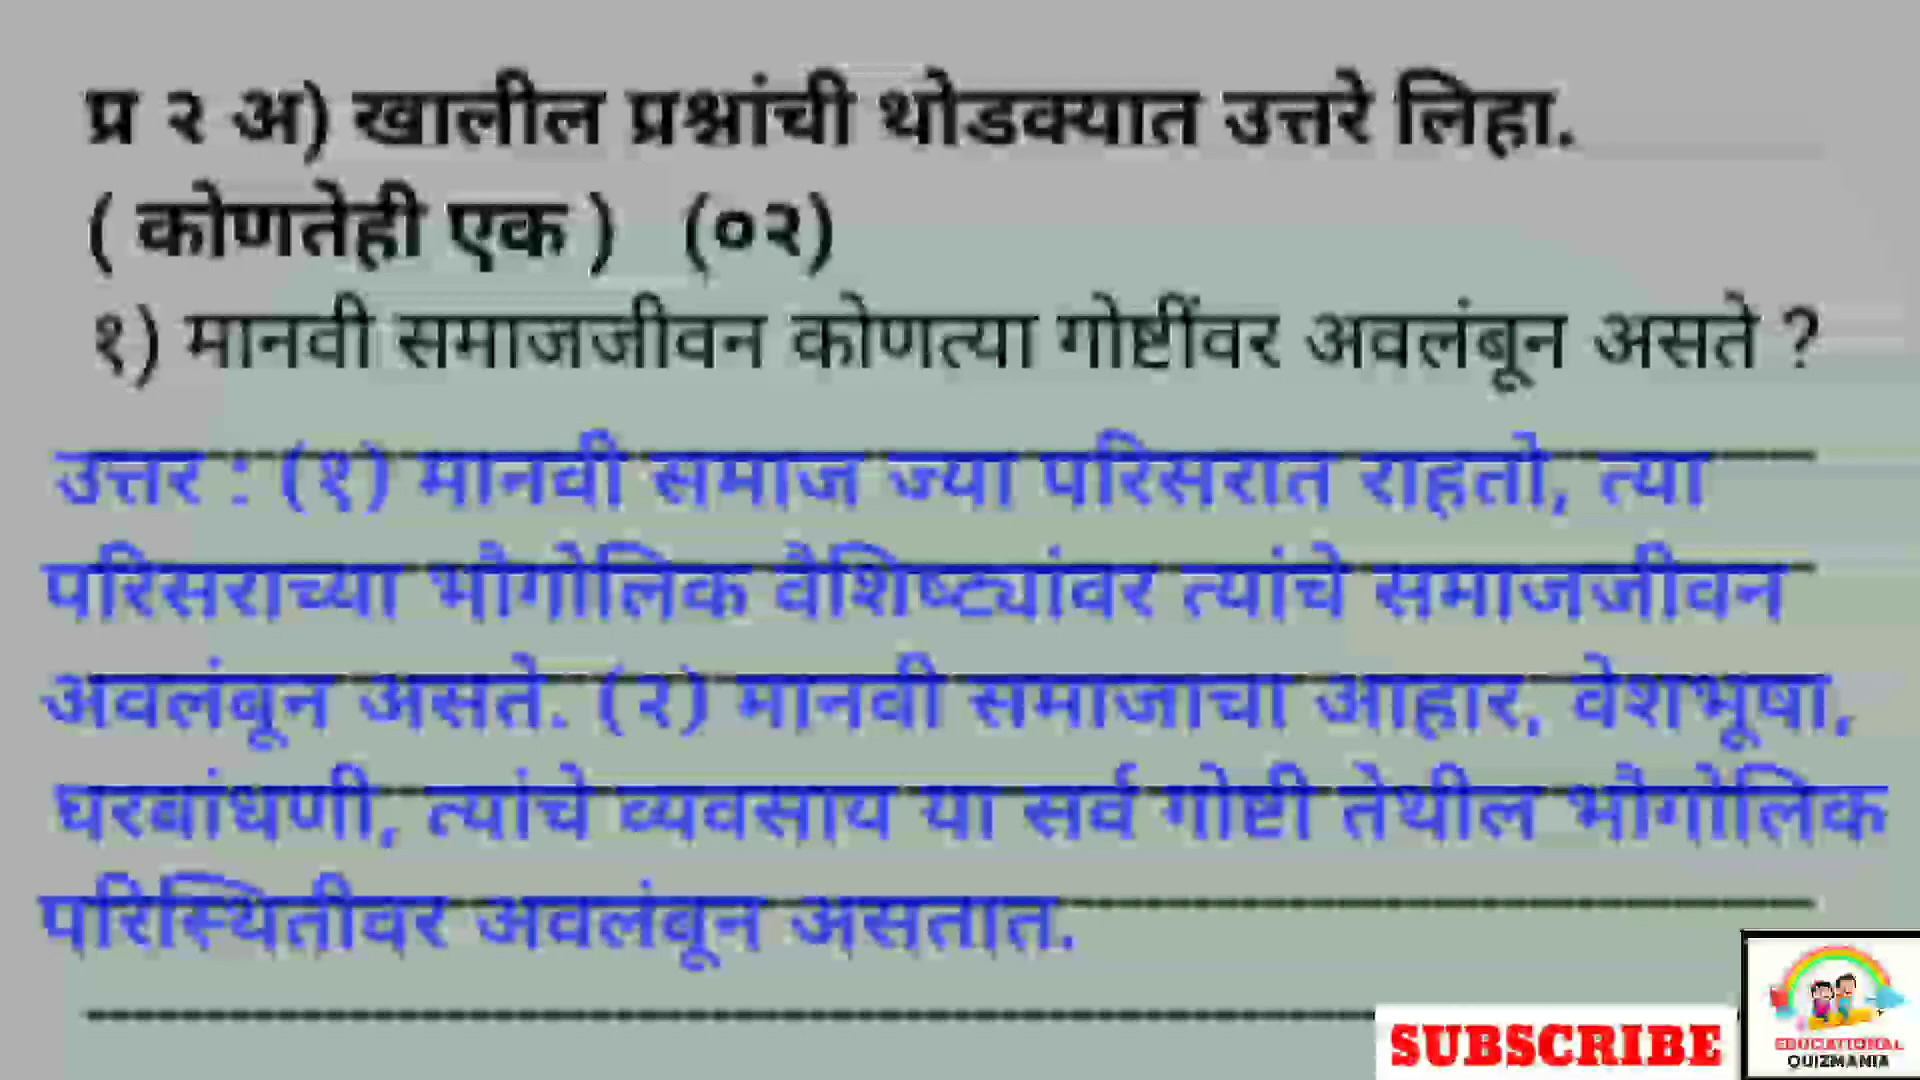 प्र २ अ) खालील प्रश्नांची थोडक्यात उत्तरे लिहा.
( कोणतेही एक ) (०२)
१) मानवी समाजजीवन कोणत्या गोष्टींवर अवलंबून असते ?
उत्तर : (१) मानवी समाज ज्या परिसरात राहतो, त्या
परिसराच्या भौगोलिक वैशिष्ट्यांवर त्यांचे समाजजीवन
अवलंबून असते. (२) मानवी समाजाचा आहार, वेशभूषा,
घरबांधणी, त्यांचे व्यवसाय या सर्व गोष्टी तेथील भौगोलिक
परिस्थितीवर अवलंबून असतात.
SUBSCRIBE
EDUCATIONAL
QUIZMANIA